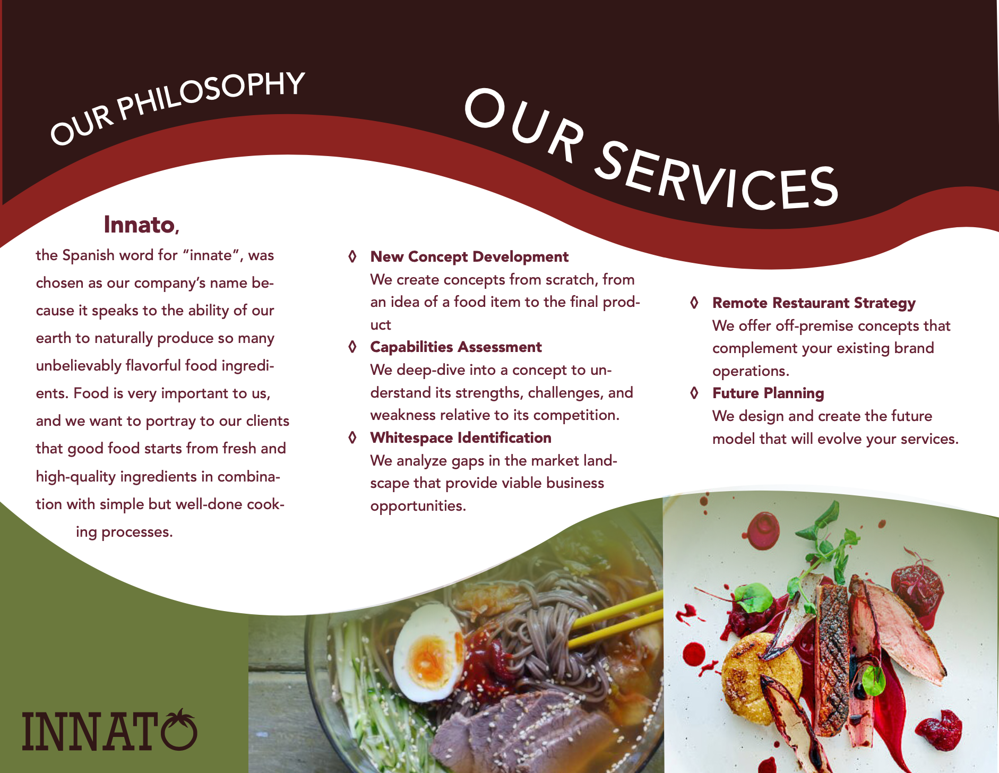 OUR PHILOSOPHY
OUR SERVICES
Innato,
the Spanish word for “innate”, was
chosen as our company’s name be-
cause it speaks to the ability of our
earth to naturally produce so many
unbelievably flavorful food ingredi-
ents. Food is very important to us,
and we want to portray to our clients
that good food starts from fresh and
high-quality ingredients in combina-
tion with simple but well-done cook-
ing processes.
◊ New Concept Development
We create concepts from scratch, from
an idea of a food item to the final prod-
uct
◊ Capabilities Assessment
We deep-dive into a concept to un-
derstand its strengths, challenges, and
weakness relative to its competition.
◊ Whitespace Identification
We analyze gaps in the market land-
scape that provide viable business
opportunities.
◊ Remote Restaurant Strategy
We offer off-premise concepts that
complement your existing brand
operations.
◊ Future Planning
We design and create the future
model that will evolve your services.
INNATO